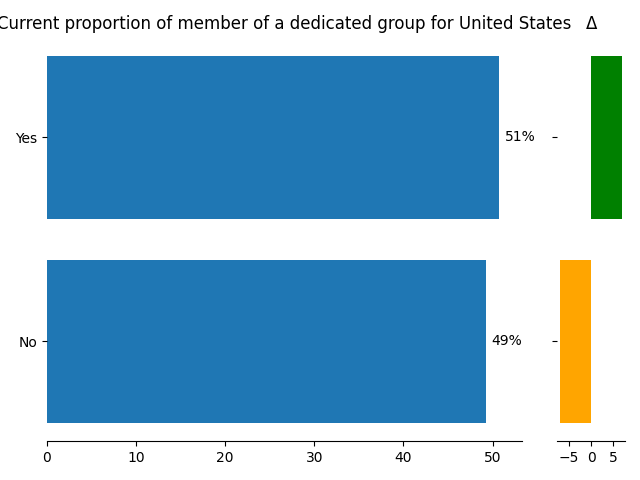 Current proportion of member of a dedicated group for United States Δ
Yes
51%
No
49%
0 10 20 30 40 50
−5 0 5